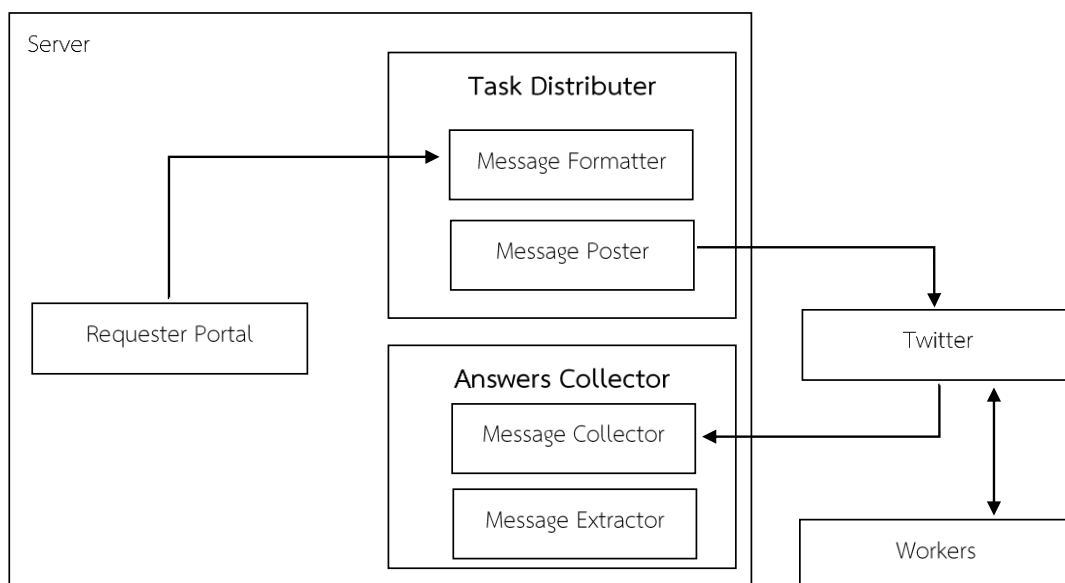 Server
Task Distributer
Message Formatter
Message Poster
Requester Portal
Twitter
Answers Collector
Message Collector
Message Extractor
Workers